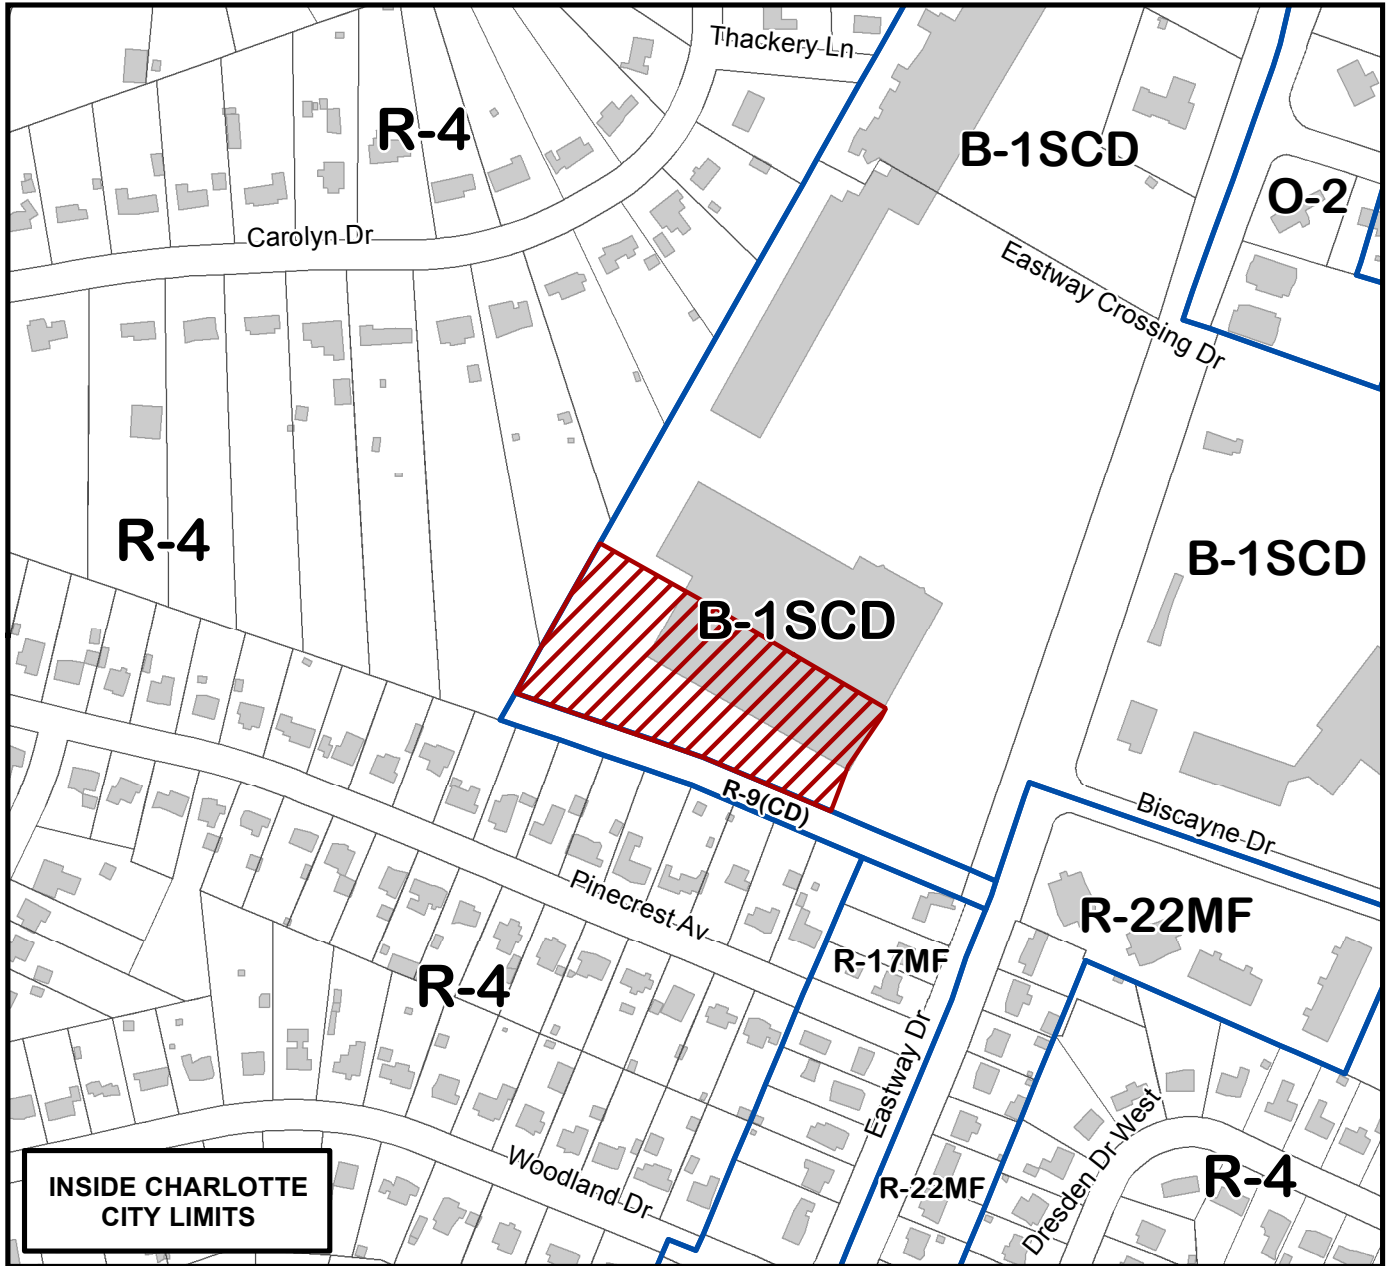 Thackery Ln
R-4
B-1SCD
O-2
Carolyn Dr
Eastway Crossing Dr
R-4
B-1SCD
B-1SCD
R-9(CD)
Biscayne Dr
Pinecrest Av
R-22MF
R-17MF
R-4
Eastway Dr
Dresden Dr West
Woodland Dr
R-22MF
R-4
INSIDE CHARLOTTE
CITY LIMITS